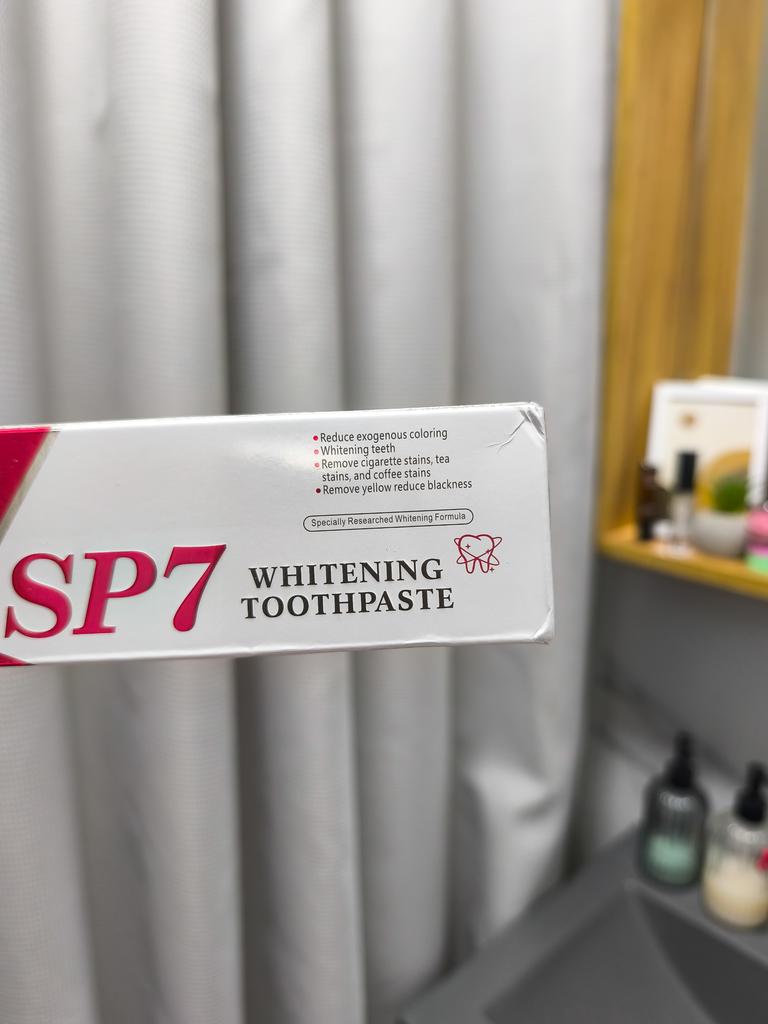 Reduce exogenous coloring
Whitening teeth
Remove cigarette stains, tea
stains, and coffee stains
Remove yellow reduce blackness
Specially Researched Whitening Formula
SP7
WHITENING
TOOTHPASTE